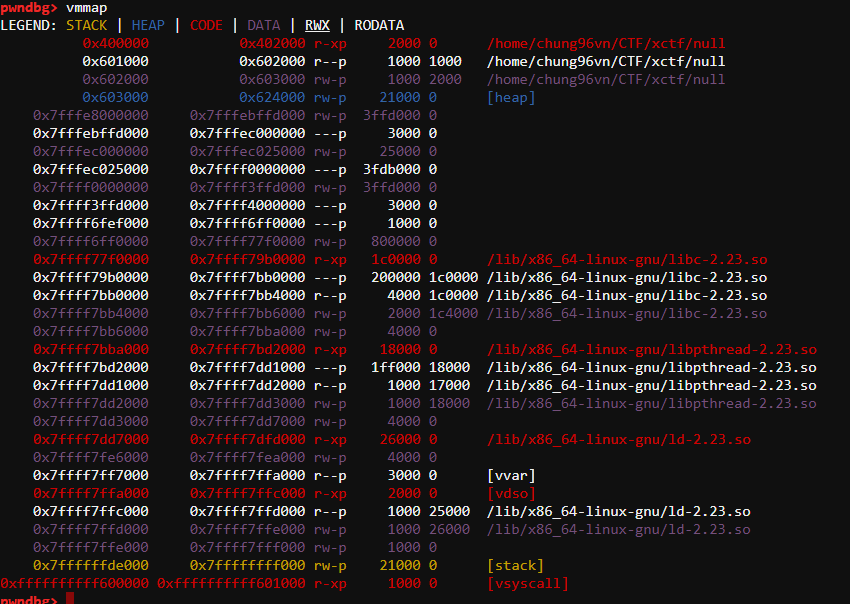 pwndbg> vmmap
LEGEND: STACK | HEAP | CODE | DATA | RWX | RODATA
0x400000 0x402000 r-xp 2000 0 /home/chung96vn/CTF/xctf/null
0x601000 0x602000 r--p 1000 1000 /home/chung96vn/CTF/xctf/null
0x602000 0x603000 rw-p 1000 2000 /home/chung96vn/CTF/xctf/null
0x603000 0x624000 rw-p 21000 0 [heap]
0x7fffe8000000 0x7fffebffd000 rw-p 3ffd000 0
0x7fffebffd000 0x7fffec000000 ---p 3000 0
0x7fffec000000 0x7fffec025000 rw-p 25000 0
0x7fffec025000 0x7ffff0000000 ---p 3fdb000 0
0x7ffff0000000 0x7ffff3ffd000 rw-p 3ffd000 0
0x7ffff3ffd000 0x7ffff4000000 ---p 3000 0
0x7ffff6fef000 0x7ffff6ff0000 ---p 1000 0
0x7ffff6ff0000 0x7ffff77f0000 rw-p 800000 0
0x7ffff77f0000 0x7ffff79b0000 r-xp 1c0000 0 /lib/x86_64-linux-gnu/libc-2.23.so
0x7ffff79b0000 0x7ffff7bb0000 ---p 200000 1c0000 /lib/x86_64-linux-gnu/libc-2.23.so
0x7ffff7bb0000 0x7ffff7bb4000 r--p 4000 1c0000 /lib/x86_64-linux-gnu/libc-2.23.so
0x7ffff7bb4000 0x7ffff7bb6000 rw-p 2000 1c4000 /lib/x86_64-linux-gnu/libc-2.23.so
0x7ffff7bb6000 0x7ffff7bba000 rw-p 4000 0
0x7ffff7bba000 0x7ffff7bd2000 r-xp 18000 0 /lib/x86_64-linux-gnu/libpthread-2.23.so
0x7ffff7bd2000 0x7ffff7dd1000 ---p 1ff000 18000 /lib/x86_64-linux-gnu/libpthread-2.23.so
0x7ffff7dd1000 0x7ffff7dd2000 r--p 1000 17000 /lib/x86_64-linux-gnu/libpthread-2.23.so
0x7ffff7dd2000 0x7ffff7dd3000 rw-p 1000 18000 /lib/x86_64-linux-gnu/libpthread-2.23.so
0x7ffff7dd3000 0x7ffff7dd7000 rw-p 4000 0
0x7ffff7dd7000 0x7ffff7dfd000 r-xp 26000 0 /lib/x86_64-linux-gnu/ld-2.23.so
0x7ffff7fe6000 0x7ffff7fea000 rw-p 4000 0
0x7ffff7ff7000 0x7ffff7ffa000 r--p 3000 0 [vvar]
0x7ffff7ffa000 0x7ffff7ffc000 r-xp 2000 0 [vdso]
0x7ffff7ffc000 0x7ffff7ffd000 r--p 1000 25000 /lib/x86_64-linux-gnu/ld-2.23.so
0x7ffff7ffd000 0x7ffff7ffe000 rw-p 1000 26000 /lib/x86_64-linux-gnu/ld-2.23.so
0x7ffff7ffe000 0x7ffff7fff000 rw-p 1000 0
0x7ffffffde000 0x7ffffffff000 rw-p 21000 0 [stack]
0xffffffffff600000 0xffffffffff601000 r-xp 1000 0 [vsyscall]
pwndbg>